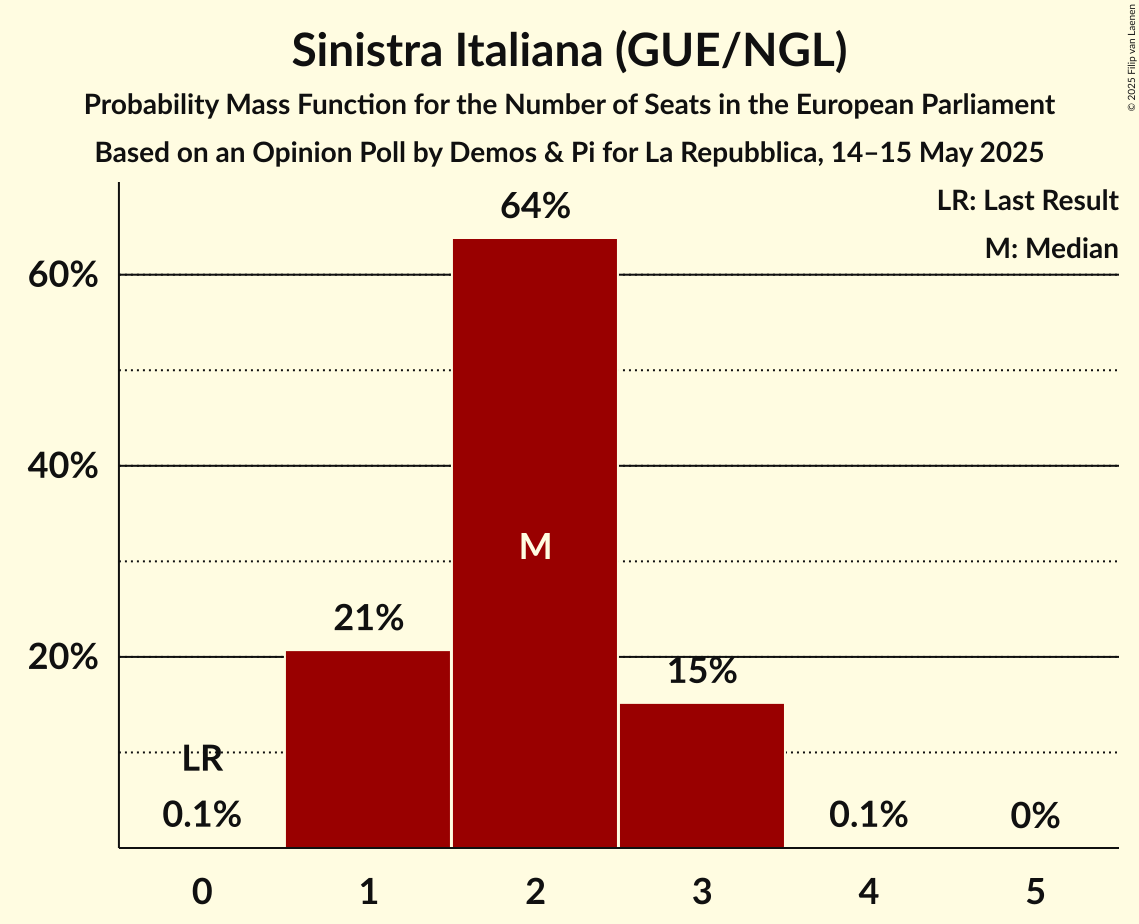 Sinistra Italiana (GUE/NGL)
Probability Mass Function for the Number of Seats in the European Parliament
Based on an Opinion Poll by Demos & Pi for La Repubblica, 14–15 May 2025
© 2025 Filip van Laenen
LR: Last Result
M: Median
64%
60%
40%
M
21%
20%
15%
LR
0.1%
0.1%
0%
0 1 2 3 4 5